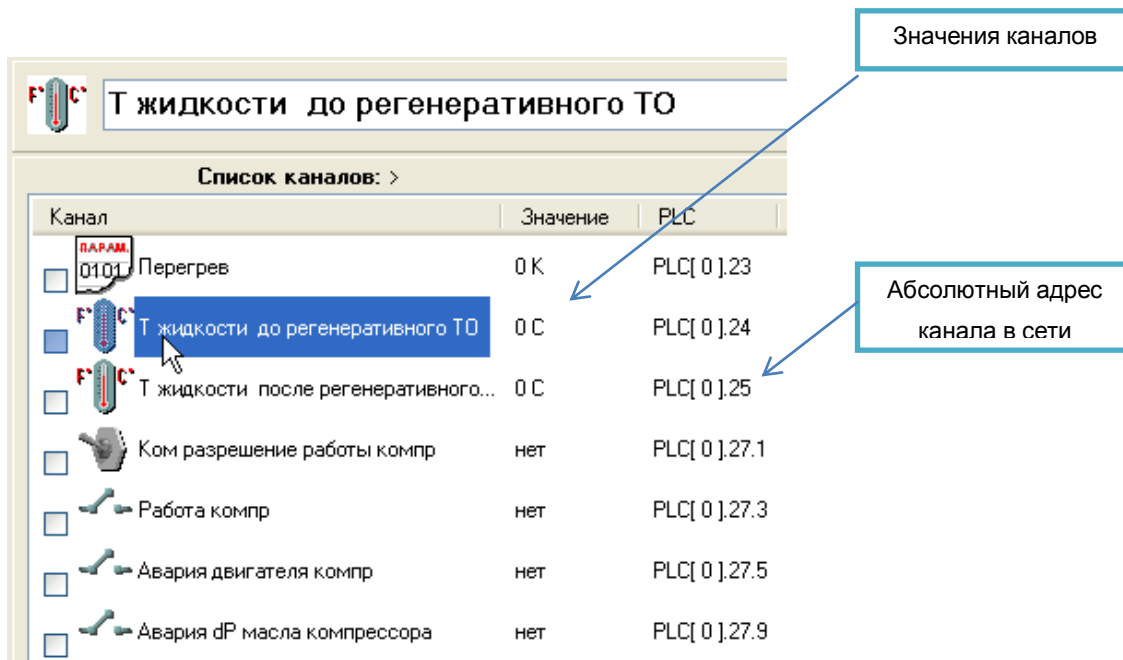 Значения каналов
F° C°
Т жидкости до регенеративного ТО
Список каналов: >
Канал Значение PLC
ПАРАМ.
0101
Перегрев 0 К PLC[ 0 ].23
Абсолютный адрес
канала в сети
F° C°
Т жидкости до регенеративного ТО 0 С PLC[ 0 ].24
F° C°
Т жидкости после регенеративного... 0 С PLC[ 0 ].25
Ком разрешение работы компр нет PLC[ 0 ].27.1
Работа компр нет PLC[ 0 ].27.3
Авария двигателя компр нет PLC[ 0 ].27.5
Авария dP масла компрессора нет PLC[ 0 ].27.9